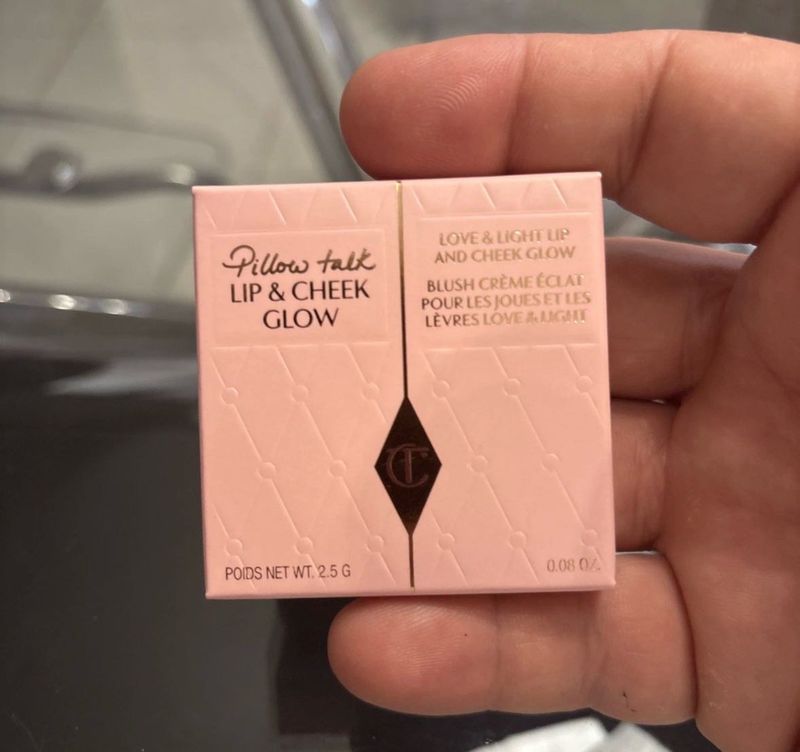 Pillow talk
LIP & CHEEK
GLOW
LOVE & LIGHT LIP
AND CHEEK GLOW
BLUSH CRÈME ÉCLAT
POUR LES JOUES ET LES
LÈVRES LOVE & LIGHT
CT
POIDS NET WT. 2.5 G
0.08 OZ.